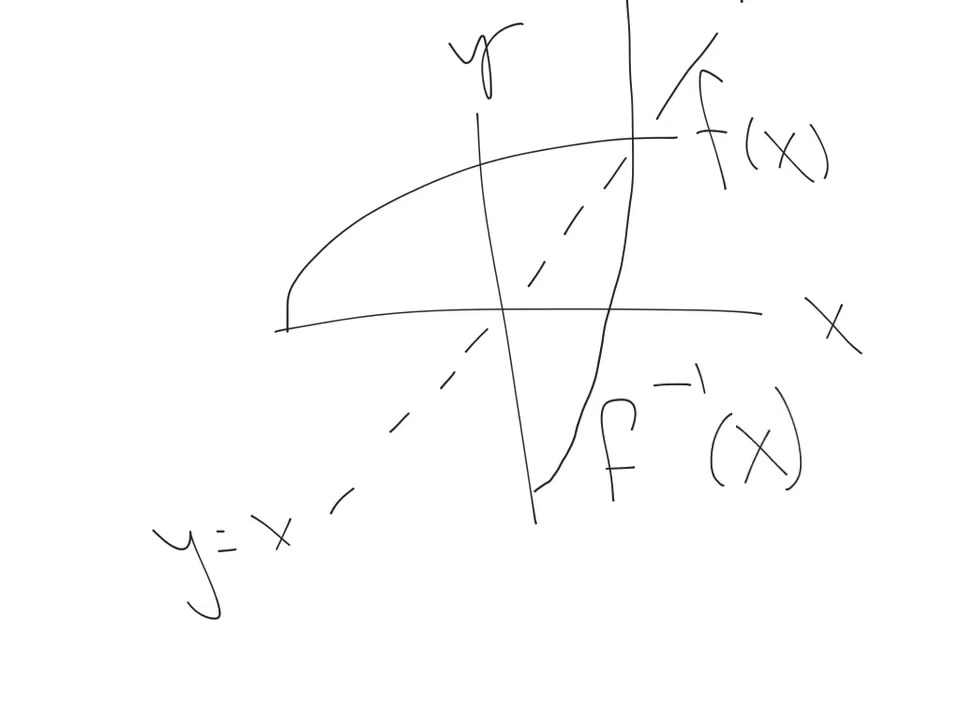 y
f(x)
x
f⁻¹(x)
y=x